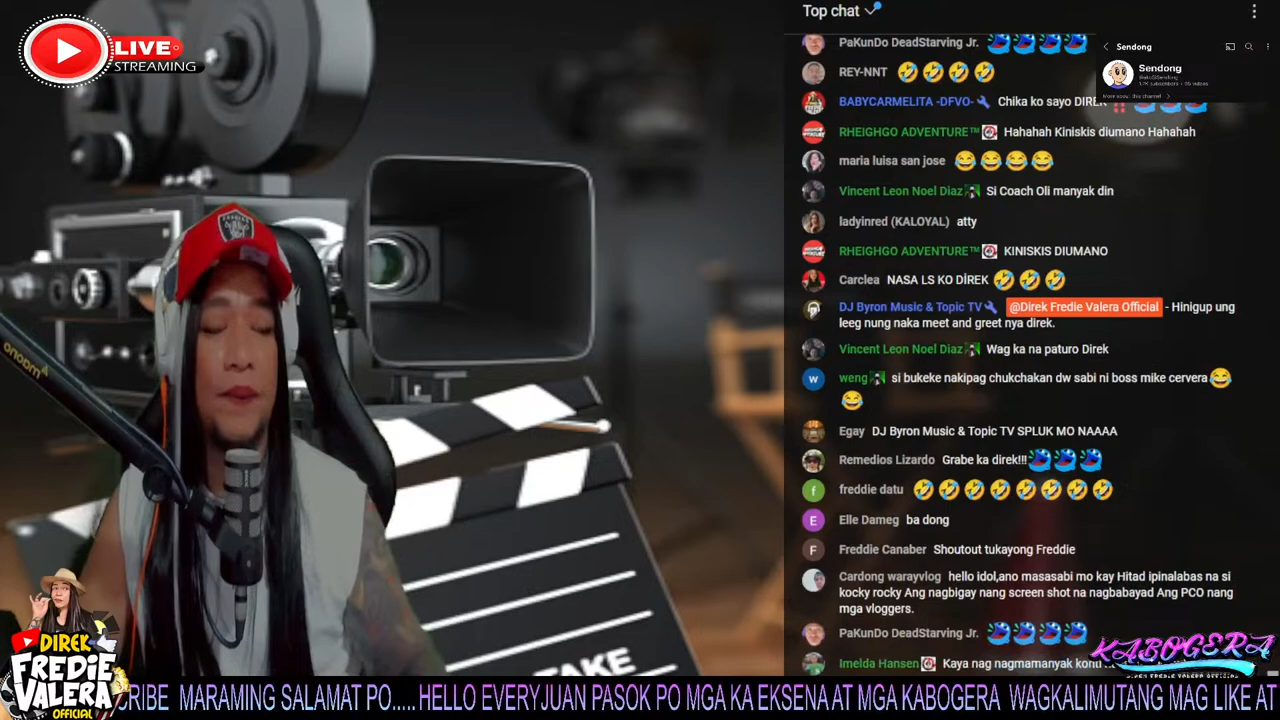 LIVE
STREAMING
Top chat
PaKunDo DeadStarving Jr.
REY-NNT 🤣🤣🤣🤣
BABYCARMELITA -DFVO- Chika ko sayo DIREK
RHEIGHGO ADVENTURE™ Hahahah Kiniskis diumano Hahahah
maria luisa san jose 😂😂😂😂
Vincent Leon Noel Diaz Si Coach Oli manyak din
ladyinred (KALOYAL) atty
RHEIGHGO ADVENTURE™ KINISKIS DIUMANO
Carclea NASA LS KO DİREK 🤣🤣🤣
DJ Byron Music & Topic TV @Direk Fredie Valera Official - Hinigup ung
leeg nung naka meet and greet nya direk.
Vincent Leon Noel Diaz Wag ka na paturo Direk
w weng si bukeke nakipag chukchakan dw sabi ni boss mike cervera😂
😂
Egay DJ Byron Music & Topic TV SPLUK MO NAAAA
Remedios Lizardo Grabe ka direk!!!
f freddie datu 🤣🤣🤣🤣🤣🤣🤣🤣
E Elle Dameg ba dong
F Freddie Canaber Shoutout tukayong Freddie
Cardong warayvlog hello idol,ano masasabi mo kay Hitad ipinalabas na si
kocky rocky Ang nagbigay nang screen shot na nagbabayad Ang PCO nang
mga vloggers.
PaKunDo DeadStarving Jr.
Imelda Hansen Kaya nag nagmamanyak
Sendong
Sendong
maono
TAKE
DIREK
FREDIE
VALERA
OFFICIAL
KABOGERA
CRIBE MARAMING SALAMAT PO.....HELLO EVERYJUAN PASOK PO MGA KA EKSENA AT MGA KABOGERA WAGKALIMUTANG MAG LIKE AT